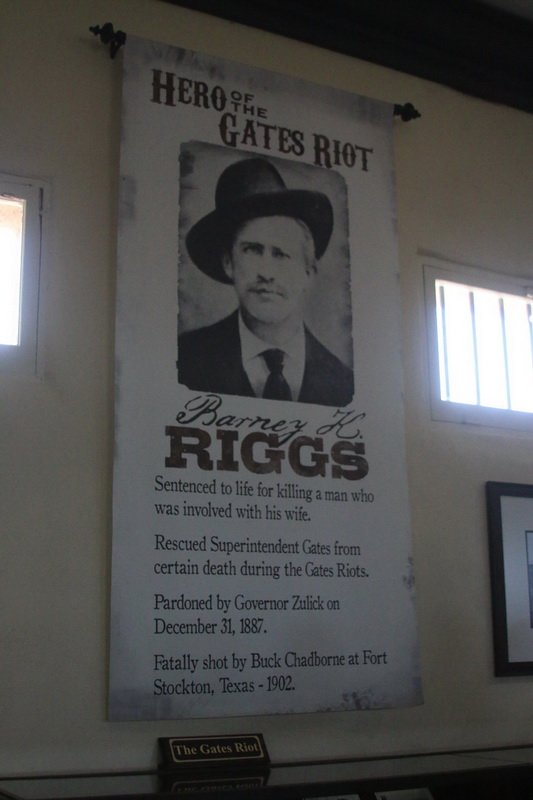 HERO OF THE
GATES RIOT
Barney K.
RIGGS
Sentenced to life for killing a man who
was involved with his wife.
Rescued Superintendent Gates from
certain death during the Gates Riots.
Pardoned by Governor Zulick on
December 31, 1887.
Fatally shot by Buck Chadborne at Fort
Stockton, Texas - 1902.
The Gates Riot